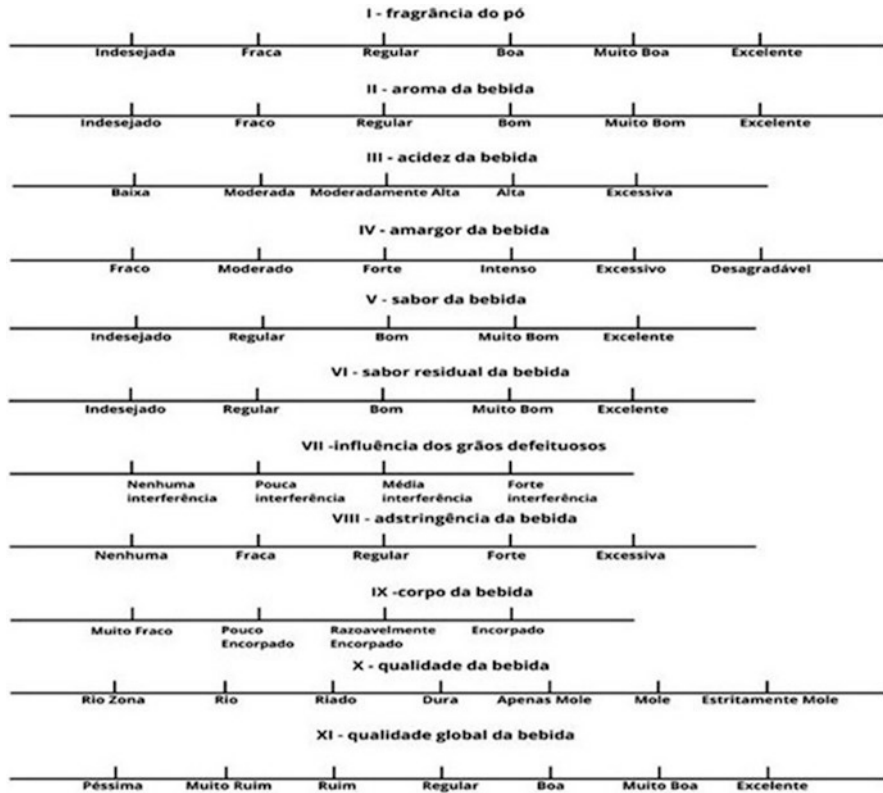 I - fragrância do pó
Indesejada Fraca Regular Boa Muito Boa Excelente
II - aroma da bebida
Indesejado Fraco Regular Bom Muito Bom Excelente
III - acidez da bebida
Baixa Moderada Moderadamente Alta Alta Excessiva
IV - amargor da bebida
Fraco Moderado Forte Intenso Excessivo Desagradável
V - sabor da bebida
Indesejado Regular Bom Muito Bom Excelente
VI - sabor residual da bebida
Indesejado Regular Bom Muito Bom Excelente
VII -influência dos grãos defeituosos
Nenhuma Pouca Média Forte
interferência interferência interferência interferência
VIII - adstringência da bebida
Nenhuma Fraca Regular Forte Excessiva
IX -corpo da bebida
Muito Fraco Pouco Razoavelmente Encorpado
Encorpado Encorpado
X - qualidade da bebida
Rio Zona Rio Riado Dura Apenas Mole Mole Estritamente Mole
XI - qualidade global da bebida
Péssima Muito Ruim Ruim Regular Boa Muito Boa Excelente